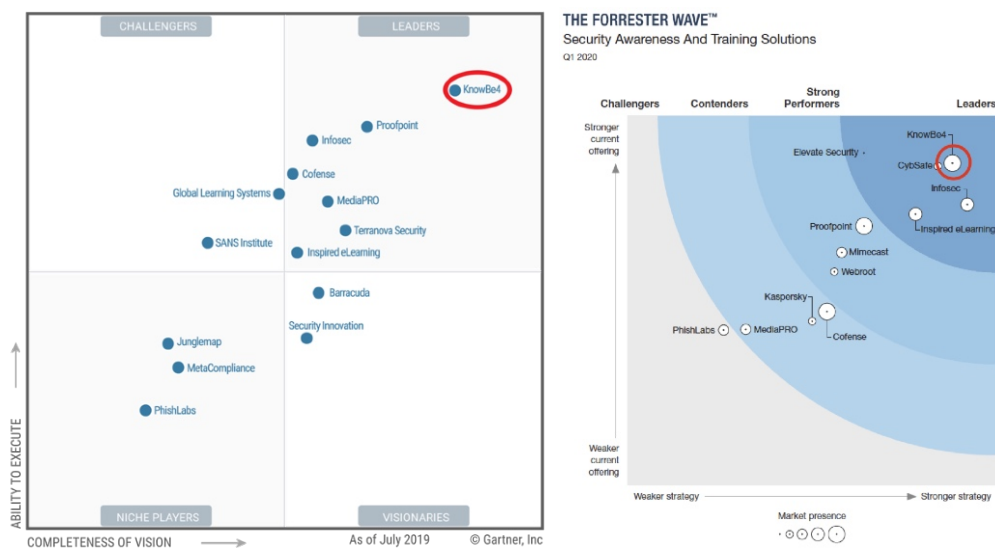 CHALLENGERS
LEADERS
KnowBe4
Proofpoint
Infosec
Cofense
Global Learning Systems
MediaPRO
Terranova Security
SANS Institute
Inspired eLearning
Barracuda
Security Innovation
Junglemap
MetaCompliance
PhishLabs
ABILITY TO EXECUTE
NICHE PLAYERS
VISIONARIES
COMPLETENESS OF VISION
As of July 2019
© Gartner, Inc
THE FORRESTER WAVE™
Security Awareness And Training Solutions
Q1 2020
Challengers
Contenders
Strong
Performers
Leaders
Stronger
current
offering
KnowBe4
Elevate Security
CybSafe
Infosec
Proofpoint
Inspired eLearning
Mimecast
Webroot
Kaspersky
PhishLabs
MediaPRO
Cofense
Weaker
current
offering
Weaker strategy
Stronger strategy
Market presence